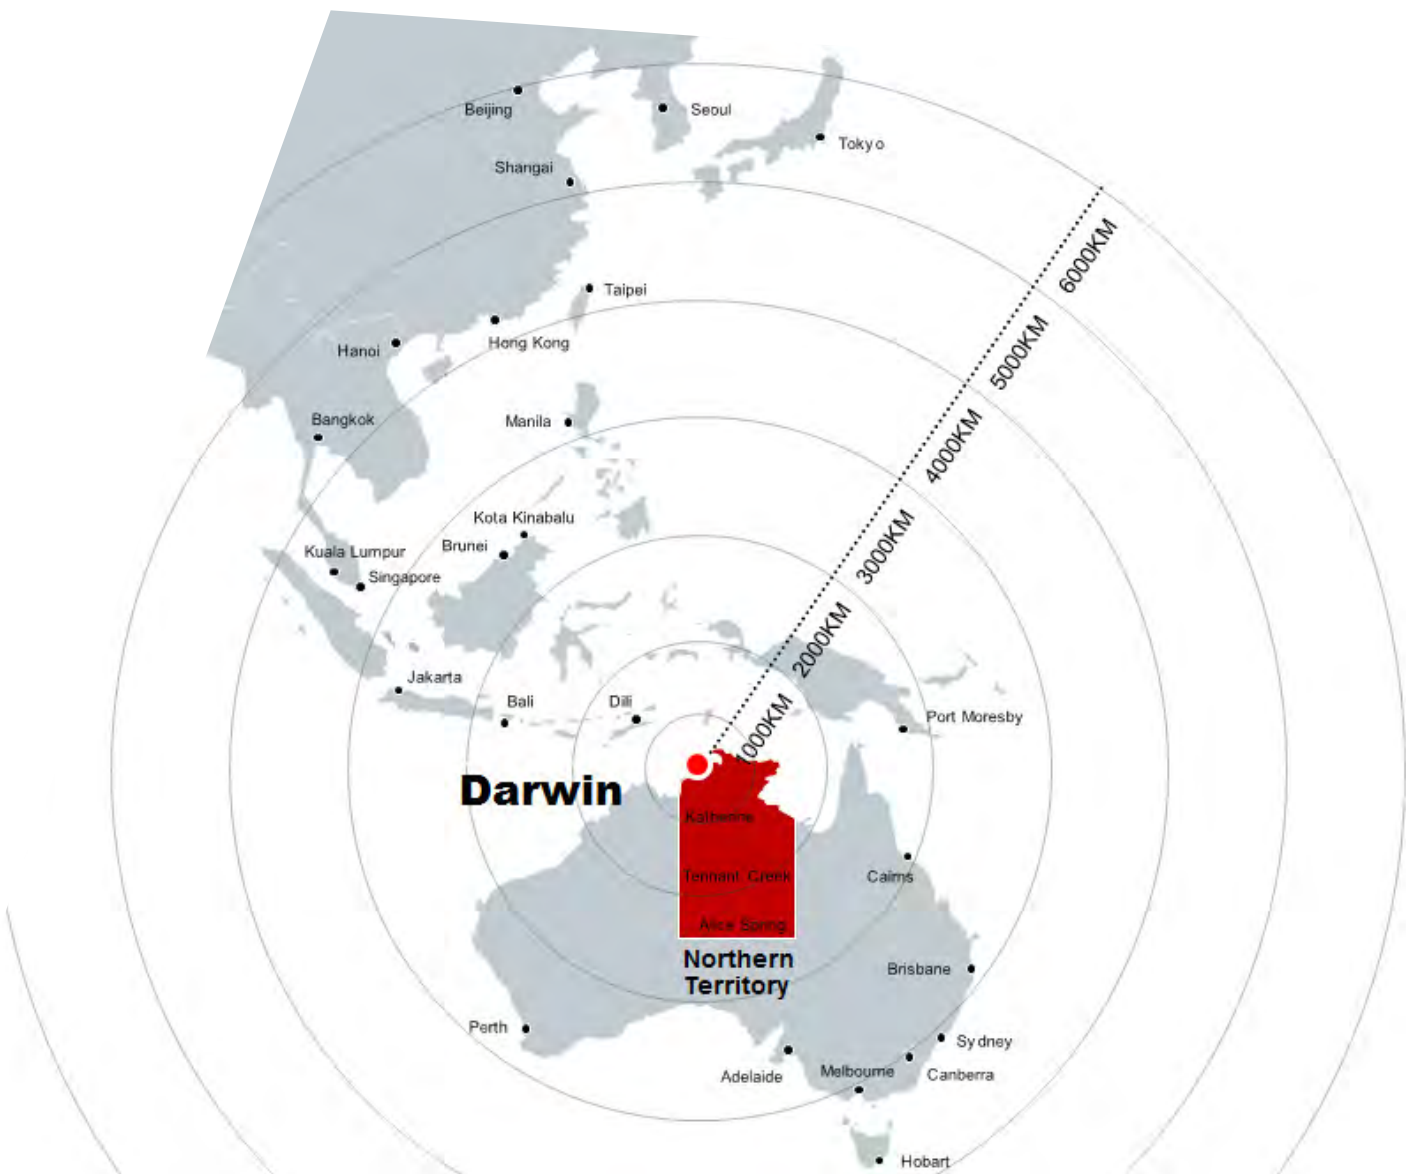 Beijing
Seoul
Tokyo
Shangai
6000KM
Taipei
Hong Kong
Hanoi
5000KM
Bangkok
Manila
4000KM
Kota Kinabalu
Brunei
3000KM
Kuala Lumpur
Singapore
2000KM
Jakarta
Bali
Dili
Port Moresby
1000KM
Darwin
Katherine
Tennant Creek
Cairns
Alice Spring
Northern
Territory
Brisbane
Perth
Sydney
Adelaide
Melbourne
Canberra
Hobart